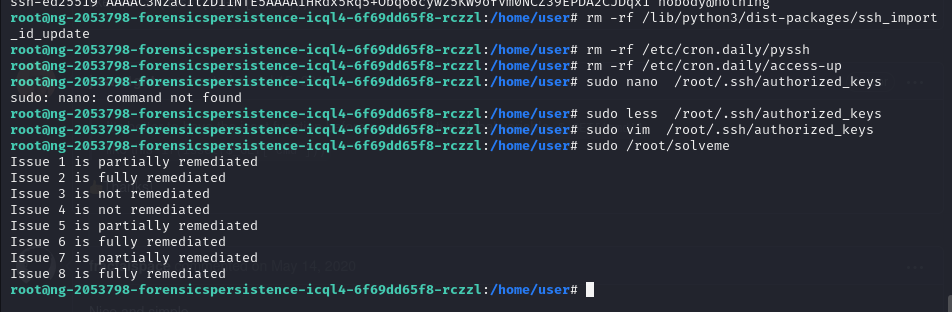 root@ng-2053798-forensicspersistence-icql4-6f69dd65f8-rczzl:/home/user# rm -rf /lib/python3/dist-packages/ssh_import
_id_update
root@ng-2053798-forensicspersistence-icql4-6f69dd65f8-rczzl:/home/user# rm -rf /etc/cron.daily/pyssh
root@ng-2053798-forensicspersistence-icql4-6f69dd65f8-rczzl:/home/user# rm -rf /etc/cron.daily/access-up
root@ng-2053798-forensicspersistence-icql4-6f69dd65f8-rczzl:/home/user# sudo nano  /root/.ssh/authorized_keys
sudo: nano: command not found
root@ng-2053798-forensicspersistence-icql4-6f69dd65f8-rczzl:/home/user# sudo less  /root/.ssh/authorized_keys
root@ng-2053798-forensicspersistence-icql4-6f69dd65f8-rczzl:/home/user# sudo vim  /root/.ssh/authorized_keys
root@ng-2053798-forensicspersistence-icql4-6f69dd65f8-rczzl:/home/user# sudo /root/solveme
Issue 1 is partially remediated
Issue 2 is fully remediated
Issue 3 is not remediated
Issue 4 is not remediated
Issue 5 is partially remediated
Issue 6 is fully remediated
Issue 7 is partially remediated
Issue 8 is fully remediated
root@ng-2053798-forensicspersistence-icql4-6f69dd65f8-rczzl:/home/user#